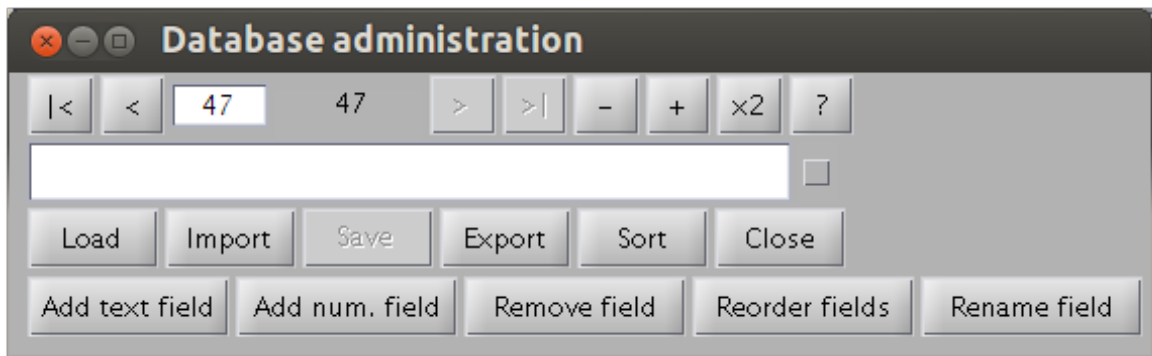 Database administration
|< < 47 47 > >| - + x2 ?
Load Import Save Export Sort Close
Add text field Add num. field Remove field Reorder fields Rename field